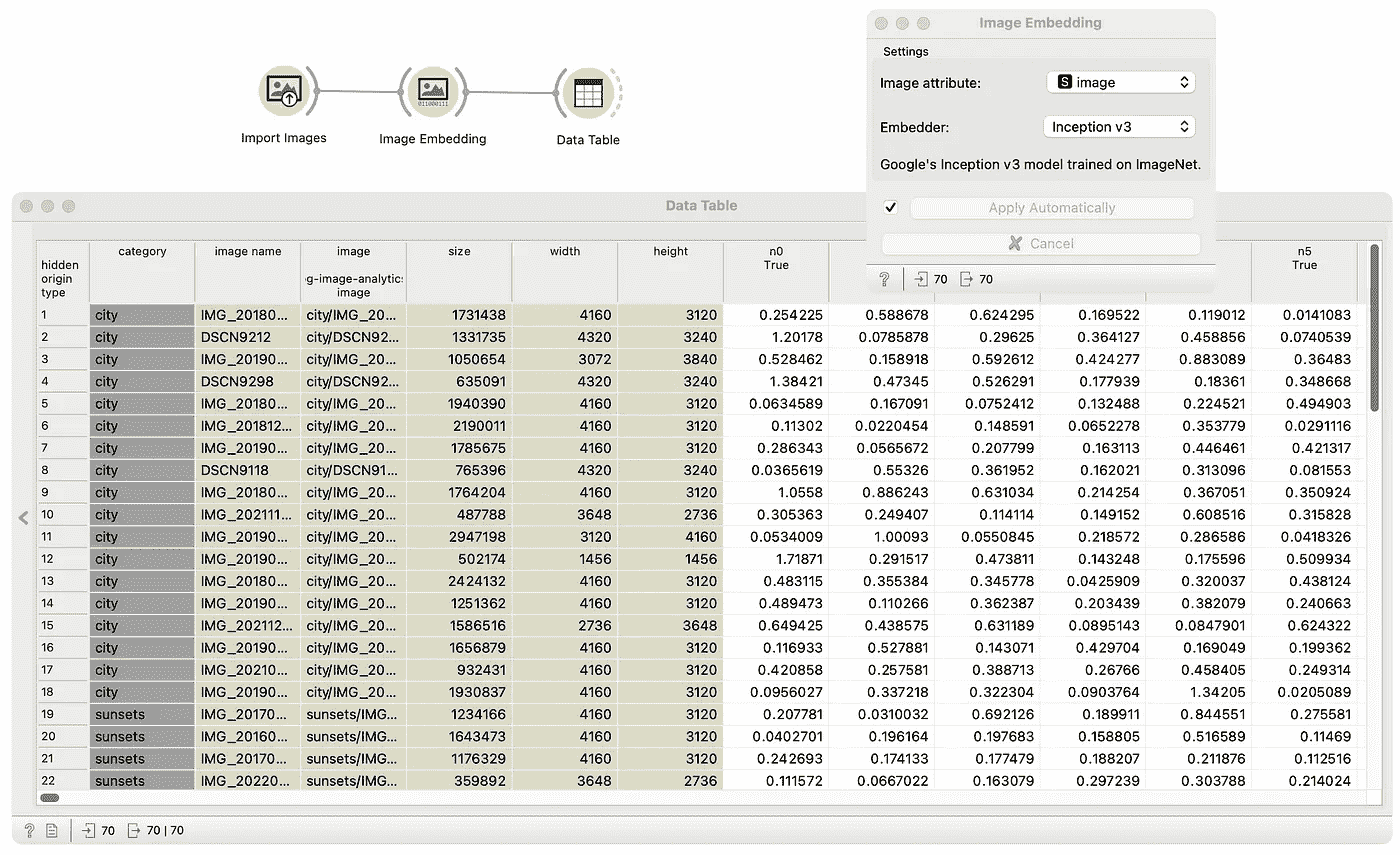 Image Embedding
Settings
Image attribute: S image
Embedder: Inception v3
Google's Inception v3 model trained on ImageNet.
Apply Automatically
Cancel
? 70 70
Import Images Image Embedding Data Table
011000111
Data Table
hidden origin type category image name image size width height n0 n5
g-image-analytics
image True True
1 city IMG_20180... city/IMG_20... 1731438 4160 3120 0.254225 0.588678 0.624295 0.169522 0.119012 0.0141083
2 city DSCN9212 city/DSCN92... 1331735 4320 3240 1.20178 0.0785878 0.29625 0.364127 0.458856 0.0740539
3 city IMG_20190... city/IMG_20... 1050654 3072 3840 0.528462 0.158918 0.592612 0.424277 0.883089 0.36483
4 city DSCN9298 city/DSCN92... 635091 4320 3240 1.38421 0.47345 0.526291 0.177939 0.18361 0.348668
5 city IMG_20180... city/IMG_20... 1940390 4160 3120 0.0634589 0.167091 0.0752412 0.132488 0.224521 0.494903
6 city IMG_201812... city/IMG_20... 2190011 4160 3120 0.11302 0.0220454 0.148591 0.0652278 0.353779 0.0291116
7 city IMG_20190... city/IMG_20... 1785675 4160 3120 0.286343 0.0565672 0.207799 0.163113 0.446461 0.421317
8 city DSCN9118 city/DSCN91... 765396 4320 3240 0.0365619 0.55326 0.361952 0.162021 0.313096 0.081553
9 city IMG_20180... city/IMG_20... 1764204 4160 3120 1.0558 0.886243 0.631034 0.214254 0.367051 0.350924
10 city IMG_202111... city/IMG_20... 487788 3648 2736 0.305363 0.249407 0.114114 0.149152 0.608516 0.315828
11 city IMG_20190... city/IMG_20... 2947198 3120 4160 0.0534009 1.00093 0.0550845 0.218572 0.286586 0.0418326
12 city IMG_20190... city/IMG_20... 502174 1456 1456 1.71871 0.291517 0.473811 0.143248 0.175596 0.509934
13 city IMG_20180... city/IMG_20... 2424132 4160 3120 0.483115 0.355384 0.345778 0.0425909 0.320037 0.438124
14 city IMG_20190... city/IMG_20... 1251362 4160 3120 0.489473 0.110266 0.362387 0.203439 0.382079 0.240663
15 city IMG_202112... city/IMG_20... 1586516 2736 3648 0.649425 0.438575 0.631189 0.0895143 0.0847901 0.624322
16 city IMG_20190... city/IMG_20... 1656879 4160 3120 0.116933 0.527881 0.143071 0.429704 0.169049 0.199362
17 city IMG_20210... city/IMG_20... 932431 4160 3120 0.420858 0.257581 0.388713 0.26766 0.458405 0.249314
18 city IMG_20190... city/IMG_20... 1930837 4160 3120 0.0956027 0.337218 0.322304 0.0903764 1.34205 0.0205089
19 sunsets IMG_20170... sunsets/IMG... 1234166 4160 3120 0.207781 0.0310032 0.692126 0.189911 0.844551 0.275581
20 sunsets IMG_20160... sunsets/IMG... 1643473 4160 3120 0.0402701 0.196164 0.197683 0.158805 0.516589 0.11469
21 sunsets IMG_20170... sunsets/IMG... 1176329 4160 3120 0.242693 0.174133 0.177479 0.188207 0.211876 0.112516
22 sunsets IMG_20220... sunsets/IMG... 359892 3648 2736 0.111572 0.0667022 0.163079 0.297239 0.303788 0.214024
? 70 70 | 70